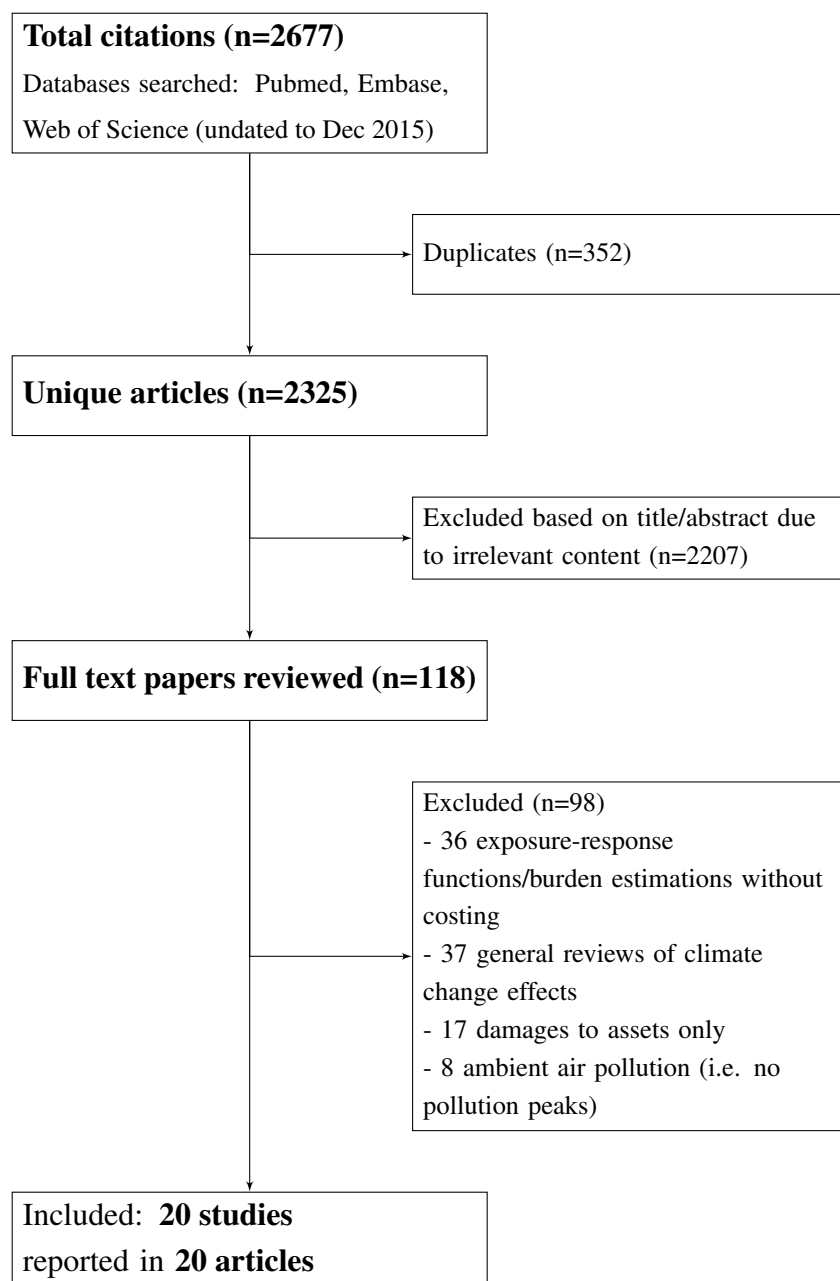 Total citations (n=2677)
Databases searched: Pubmed, Embase,
Web of Science (undated to Dec 2015)
Duplicates (n=352)
Unique articles (n=2325)
Excluded based on title/abstract due
to irrelevant content (n=2207)
Full text papers reviewed (n=118)
Excluded (n=98)
- 36 exposure-response
functions/burden estimations without
costing
- 37 general reviews of climate
change effects
- 17 damages to assets only
- 8 ambient air pollution (i.e. no
pollution peaks)
Included: 20 studies
reported in 20 articles